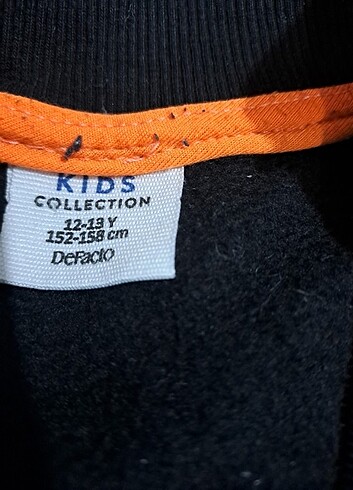 KIDS
COLLECTION
12-13 Y
152-158 cm
DeFacto